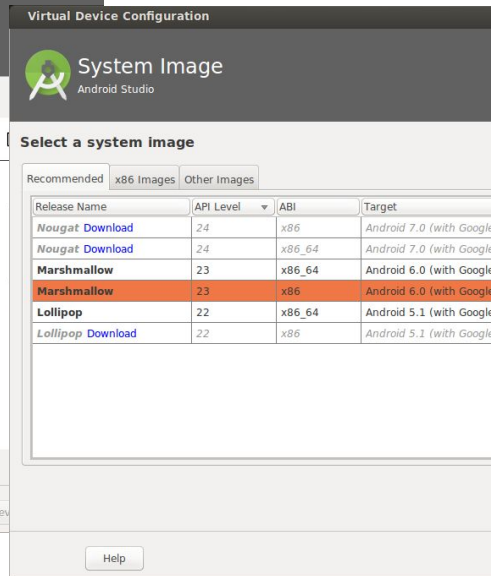 Virtual Device Configuration
System Image
Android Studio
Select a system image
Recommended x86 Images Other Images
Release Name API Level ABI Target
Nougat Download 24 x86 Android 7.0 (with Google
Nougat Download 24 x86_64 Android 7.0 (with Google
Marshmallow 23 x86_64 Android 6.0 (with Google
Marshmallow 23 x86 Android 6.0 (with Google
Lollipop 22 x86_64 Android 5.1 (with Google
Lollipop Download 22 x86 Android 5.1 (with Google
Help